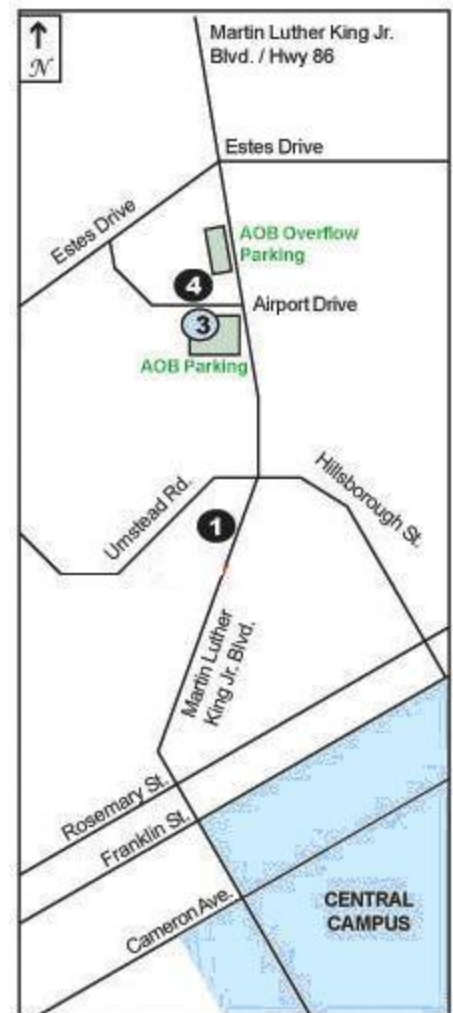 N
Martin Luther King Jr.
Blvd. / Hwy 86
Estes Drive
Estes Drive
AOB Overflow
Parking
4
Airport Drive
3
AOB Parking
Hillsborough St.
Umstead Rd.
1
Martin Luther
King Jr. Blvd.
Rosemary St.
Franklin St.
Cameron Ave.
CENTRAL
CAMPUS